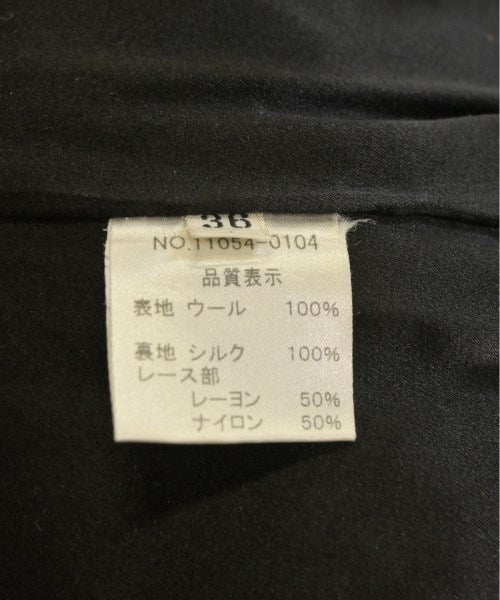 36
NO.11054-0104
品質表示
表地 ウール 100%
裏地 シルク 100%
レース部
レーヨン 50%
ナイロン 50%